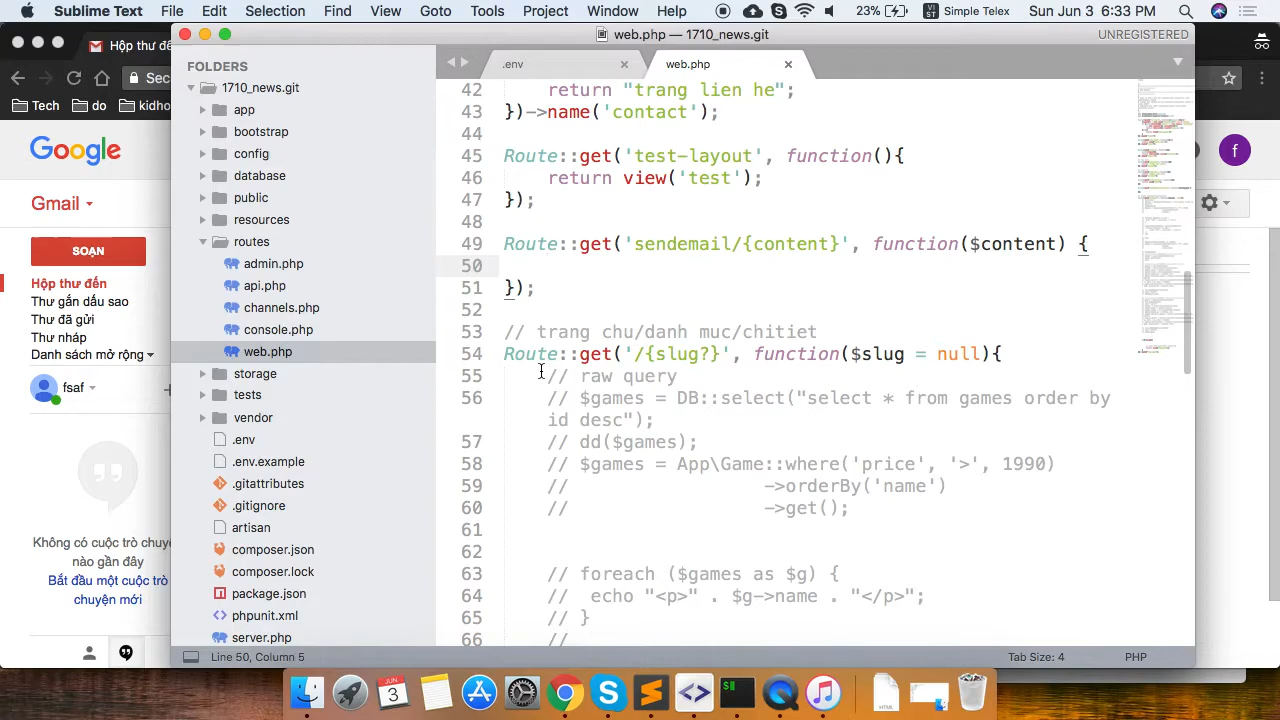 Sublime Text File Edit Selection Find View Goto Tools Project Window Help 23% VI ST Simple Telex Sun Jun 3 6:33 PM
web.php — 1710_news.git UNREGISTERED
Hộp thư đế
Sec
Tech do kidho
Google
Gmail
SOẠN
Hộp thư đến
Thư gắn dấu sao
Thư đã gửi
Thư nháp
Danh sách mở rộng
fsaf
Không có cuộc trò chuyệ
nào gần đây
Bắt đầu một cuộc trò
chuyện mới
f
FOLDERS
1710_news.git
app
bootstrap
config
database
public
resources
routes
admin.php
api.php
channels.php
console.php
web.php
storage
tests
vendor
.env
.env.example
.gitattributes
.gitignore
artisan
composer.json
composer.lock
package.json
phpunit.xml
server.php
.env web.php
42 return "trang lien he";
43 })->name('contact');
44
45 Route::get('test-layout', function(){
46 return view('test');
47 });
48
49 Route::get('sendemail/{content}', function($content) {
51 });
53 // trang chu/danh muc/chitiet
54 Route::get('/{slug?}', function($slug = null){
55 // raw query
56 // $games = DB::select("select * from games order by
id desc");
57 // dd($games);
58 // $games = App\Game::where('price', '>', 1990)
59 // ->orderBy('name')
60 // ->get();
61
62
63 // foreach ($games as $g) {
64 // echo "<p>" . $g->name . "</p>";
65 // }
66 //
Line 50, Column 5 Tab Size: 4 PHP
JUN
3
$
HTML